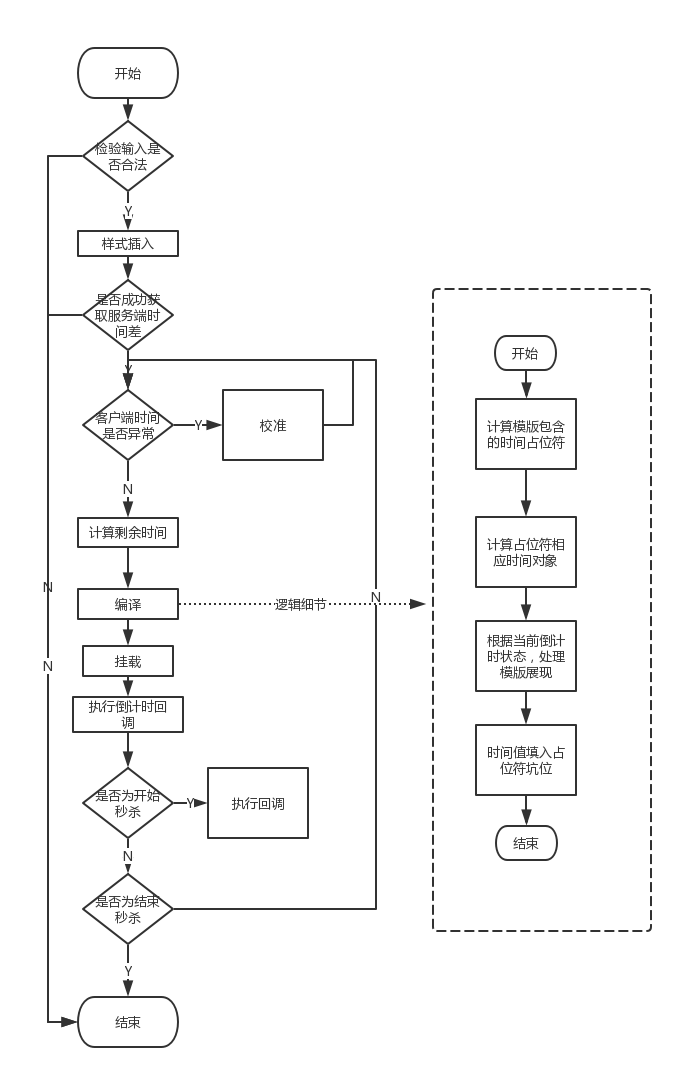 开始
检验输入是
否合法
Y
样式插入
是否成功获
取服务端时
间差
Y
客户端时间
是否异常
Y
校准
N
计算剩余时间
N
编译
逻辑细节
N
挂载
N
执行倒计时回
调
是否为开始
秒杀
Y
执行回调
N
是否为结束
秒杀
Y
结束
开始
计算模版包含
的时间占位符
计算占位符相
应时间对象
根据当前倒计
时状态，处理
模版展现
时间值填入占
位符坑位
结束